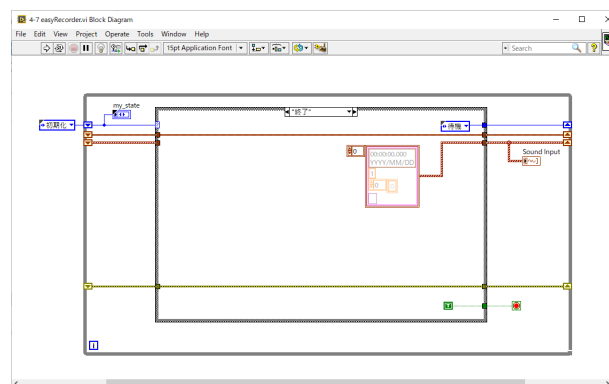 4-7 easyRecorder.vi Block Diagram
File Edit View Project Operate Tools Window Help
15pt Application Font
Search
my_state
初期化
"終了"
待機
0
00:00:00.000
YYYY/MM/DD
1
0
Sound Input
T
i